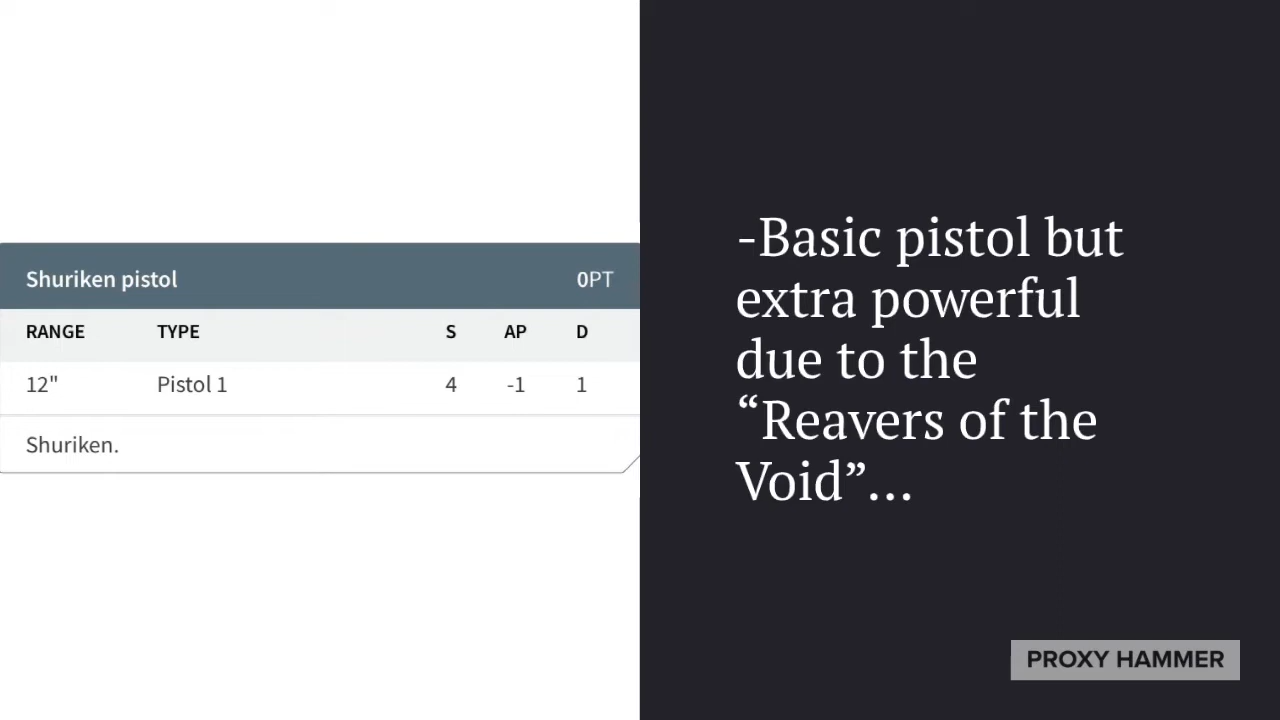 Shuriken pistol 0PT
RANGE TYPE S AP D
12" Pistol 1 4 -1 1
Shuriken.
-Basic pistol but
extra powerful
due to the
“Reavers of the
Void”...
PROXY HAMMER